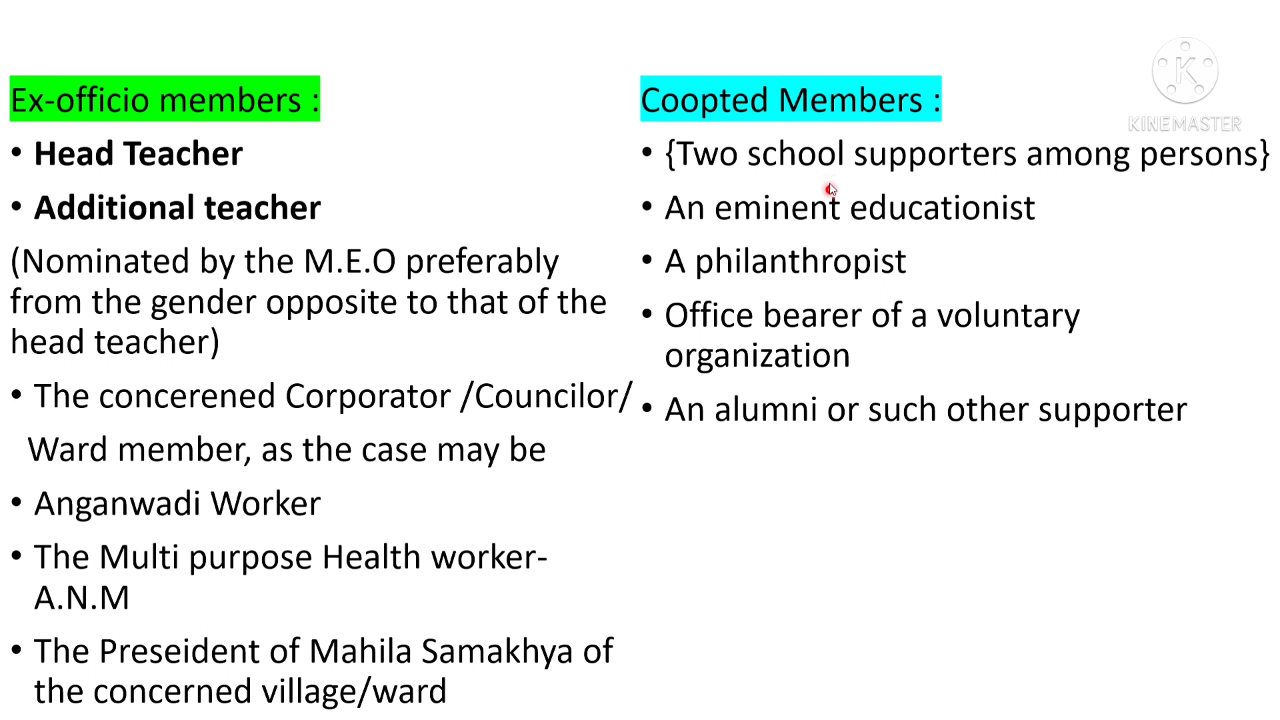 Ex-officio members :
• Head Teacher
• Additional teacher
(Nominated by the M.E.O preferably
from the gender opposite to that of the
head teacher)
• The concerened Corporator /Councilor/
Ward member, as the case may be
• Anganwadi Worker
• The Multi purpose Health worker-
A.N.M
• The Preseident of Mahila Samakhya of
the concerned village/ward
Coopted Members :
• {Two school supporters among persons}
• An eminent educationist
• A philanthropist
• Office bearer of a voluntary
organization
• An alumni or such other supporter
K
KINEMASTER